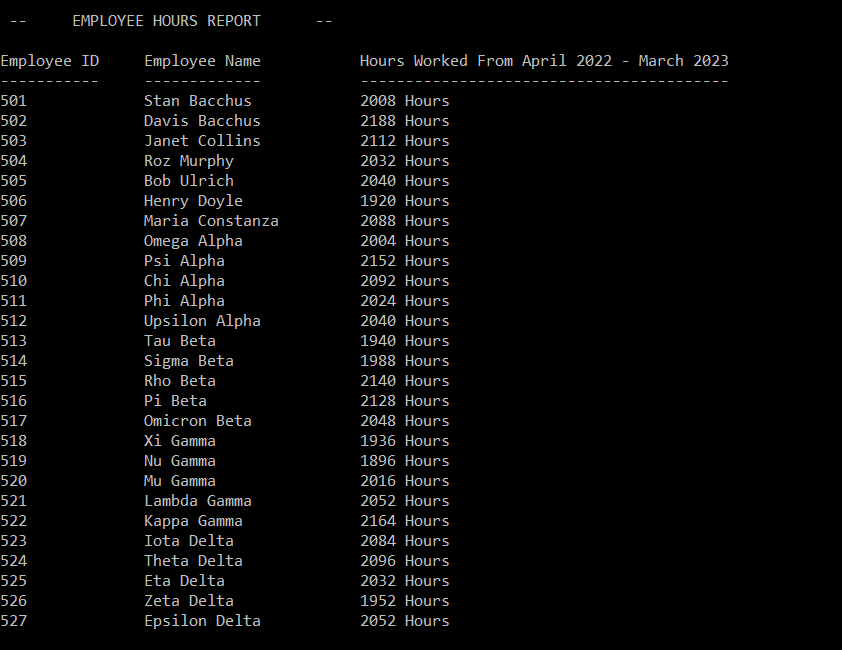 --     EMPLOYEE HOURS REPORT      --
Employee ID     Employee Name           Hours Worked From April 2022 - March 2023
-----------     -------------           -----------------------------------------
501             Stan Bacchus            2008 Hours
502             Davis Bacchus           2188 Hours
503             Janet Collins           2112 Hours
504             Roz Murphy              2032 Hours
505             Bob Ulrich              2040 Hours
506             Henry Doyle             1920 Hours
507             Maria Constanza         2088 Hours
508             Omega Alpha             2004 Hours
509             Psi Alpha               2152 Hours
510             Chi Alpha               2092 Hours
511             Phi Alpha               2024 Hours
512             Upsilon Alpha           2040 Hours
513             Tau Beta                1940 Hours
514             Sigma Beta              1988 Hours
515             Rho Beta                2140 Hours
516             Pi Beta                 2128 Hours
517             Omicron Beta            2048 Hours
518             Xi Gamma                1936 Hours
519             Nu Gamma                1896 Hours
520             Mu Gamma                2016 Hours
521             Lambda Gamma            2052 Hours
522             Kappa Gamma             2164 Hours
523             Iota Delta              2084 Hours
524             Theta Delta             2096 Hours
525             Eta Delta               2032 Hours
526             Zeta Delta              1952 Hours
527             Epsilon Delta           2052 Hours